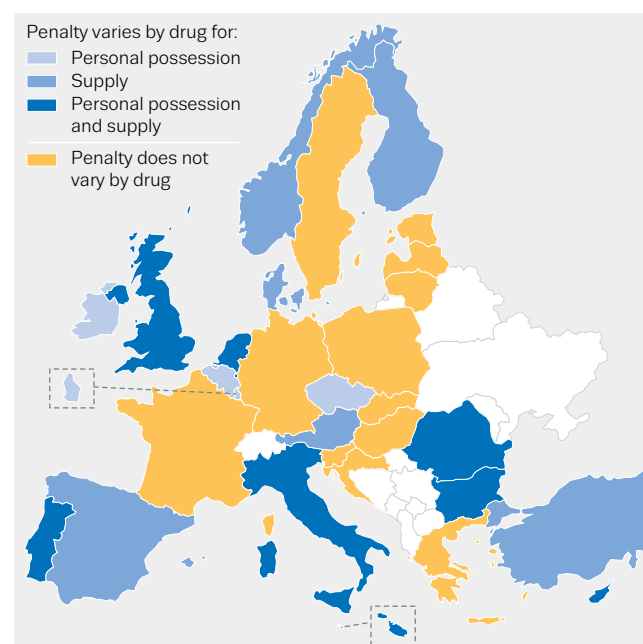 Penalty varies by drug for:
Personal possession
Supply
Personal possession
and supply
Penalty does not
vary by drug